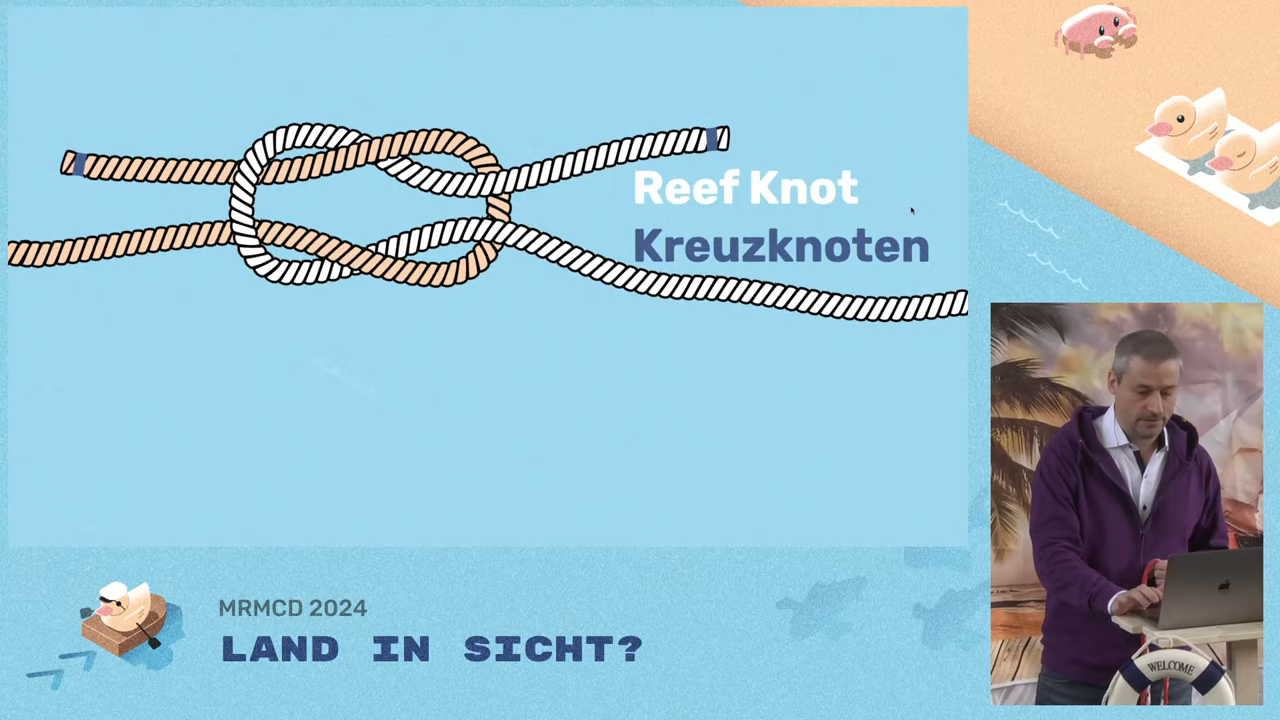 Reef Knot
Kreuzknoten
MRMCD 2024
LAND IN SICHT?
WELCOME